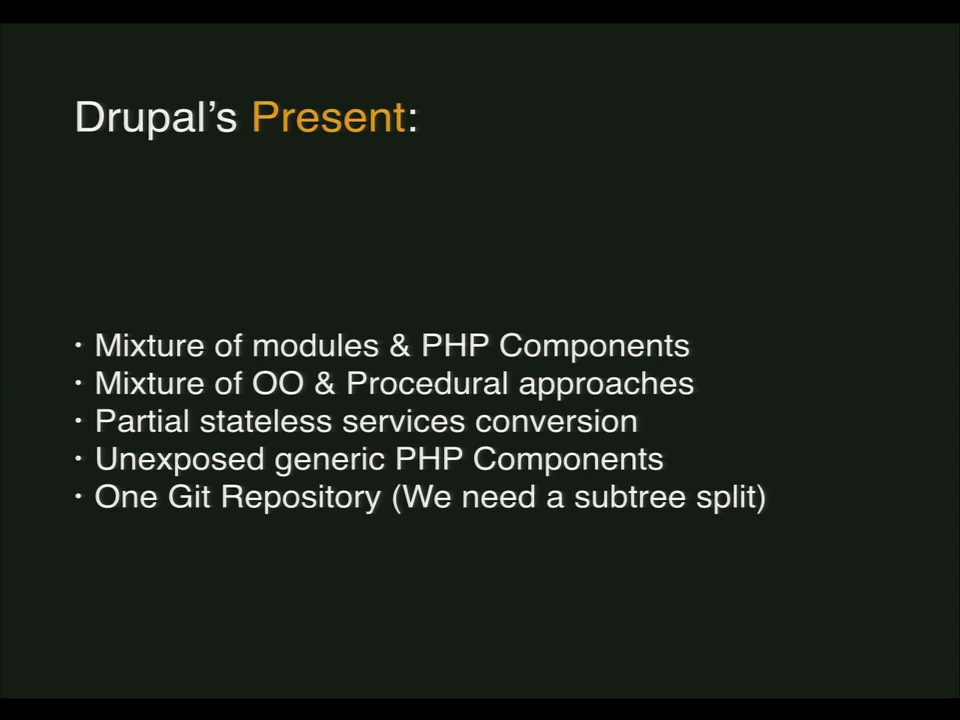 Drupal’s Present:
• Mixture of modules & PHP Components
• Mixture of OO & Procedural approaches
• Partial stateless services conversion
• Unexposed generic PHP Components
• One Git Repository (We need a subtree split)